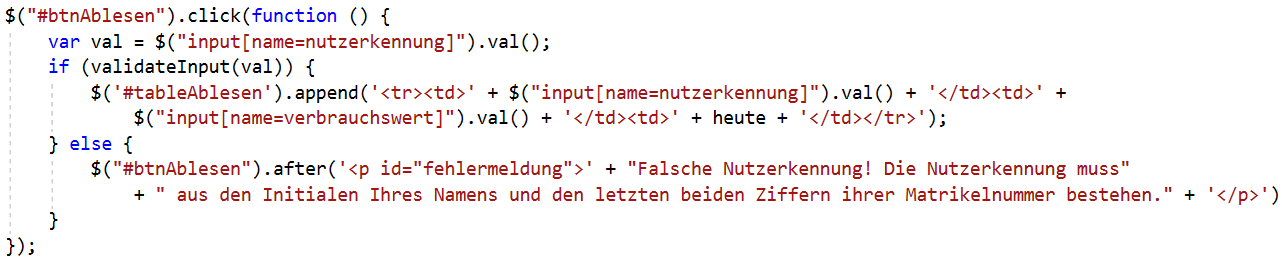 $("#btnAblesen").click(function () {
    var val = $("input[name=nutzerkennung]").val();
    if (validateInput(val)) {
        $('#tableAblesen').append('<tr><td>' + $("input[name=nutzerkennung]").val() + '</td><td>' +
            $("input[name=verbrauchswert]").val() + '</td><td>' + heute + '</td></tr>');
    } else {
        $("#btnAblesen").after('<p id="fehlermeldung">' + "Falsche Nutzerkennung! Die Nutzerkennung muss"
            + " aus den Initialen Ihres Namens und den letzten beiden Ziffern ihrer Matrikelnummer bestehen." + '</p>')
    }
});